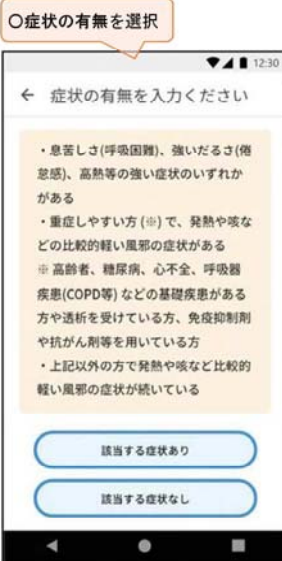 〇症状の有無を選択
12:30
← 症状の有無を入力ください
・息苦しさ(呼吸困難)、強いだるさ(倦
怠感)、高熱等の強い症状のいずれか
がある
・重症しやすい方 (※) で、発熱や咳な
どの比較的軽い風邪の症状がある
※ 高齢者、糖尿病、心不全、呼吸器
疾患(COPD等) などの基礎疾患がある
方や透析を受けている方、免疫抑制剤
や抗がん剤等を用いている方
・上記以外の方で発熱や咳など比較的
軽い風邪の症状が続いている
該当する症状あり
該当する症状なし